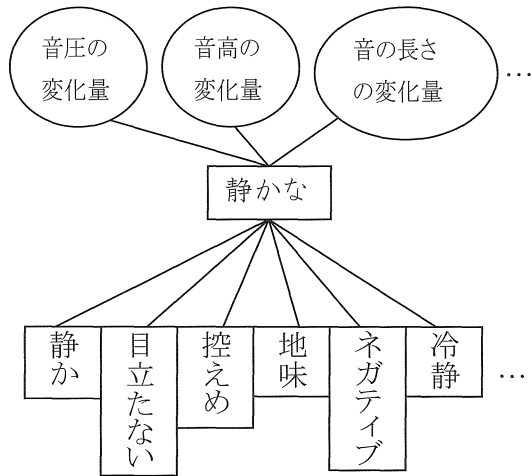 音圧の
変化量
音高の
変化量
音の長さ
の変化量
…
静かな
静か
目立たない
控えめ
地味
ネガティブ
冷静
…